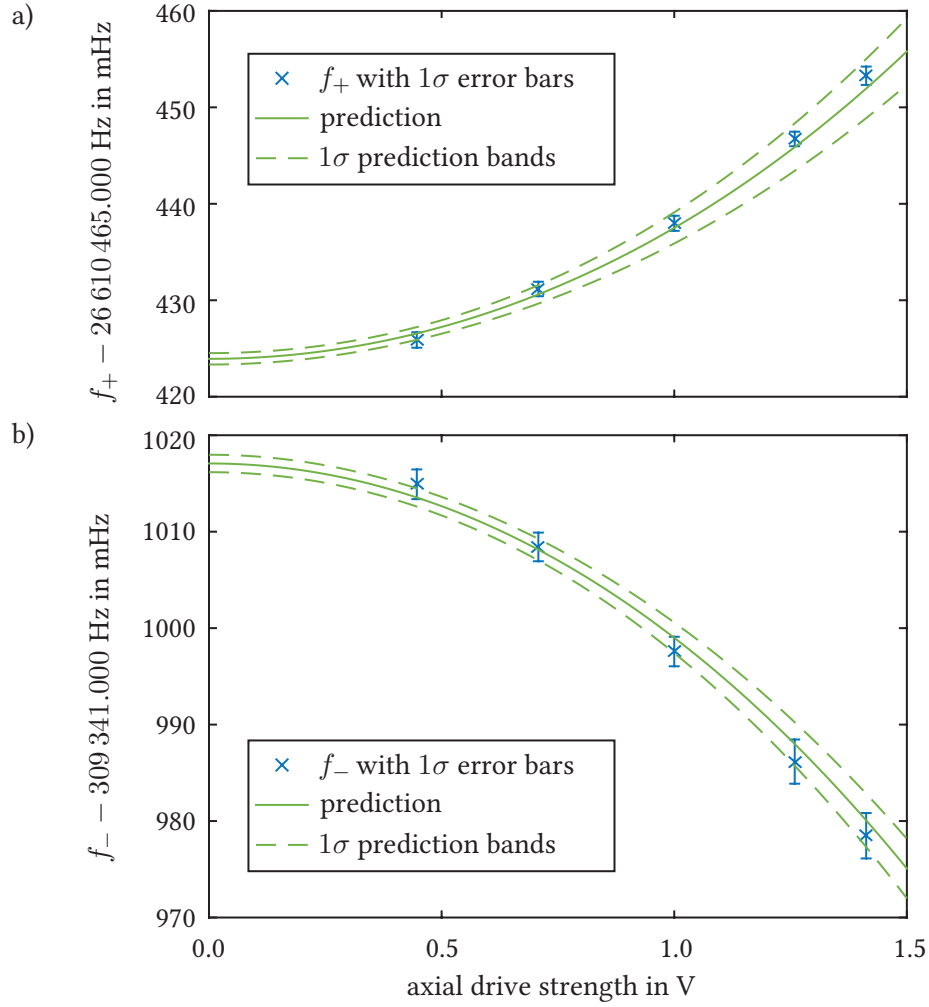 a)
460
450
440
430
420
f₊ − 26 610 465.000 Hz in mHz
f₊ with 1σ error bars
prediction
1σ prediction bands
b)
1020
1010
1000
990
980
970
f₋ − 309 341.000 Hz in mHz
f₋ with 1σ error bars
prediction
1σ prediction bands
0.0 0.5 1.0 1.5
axial drive strength in V